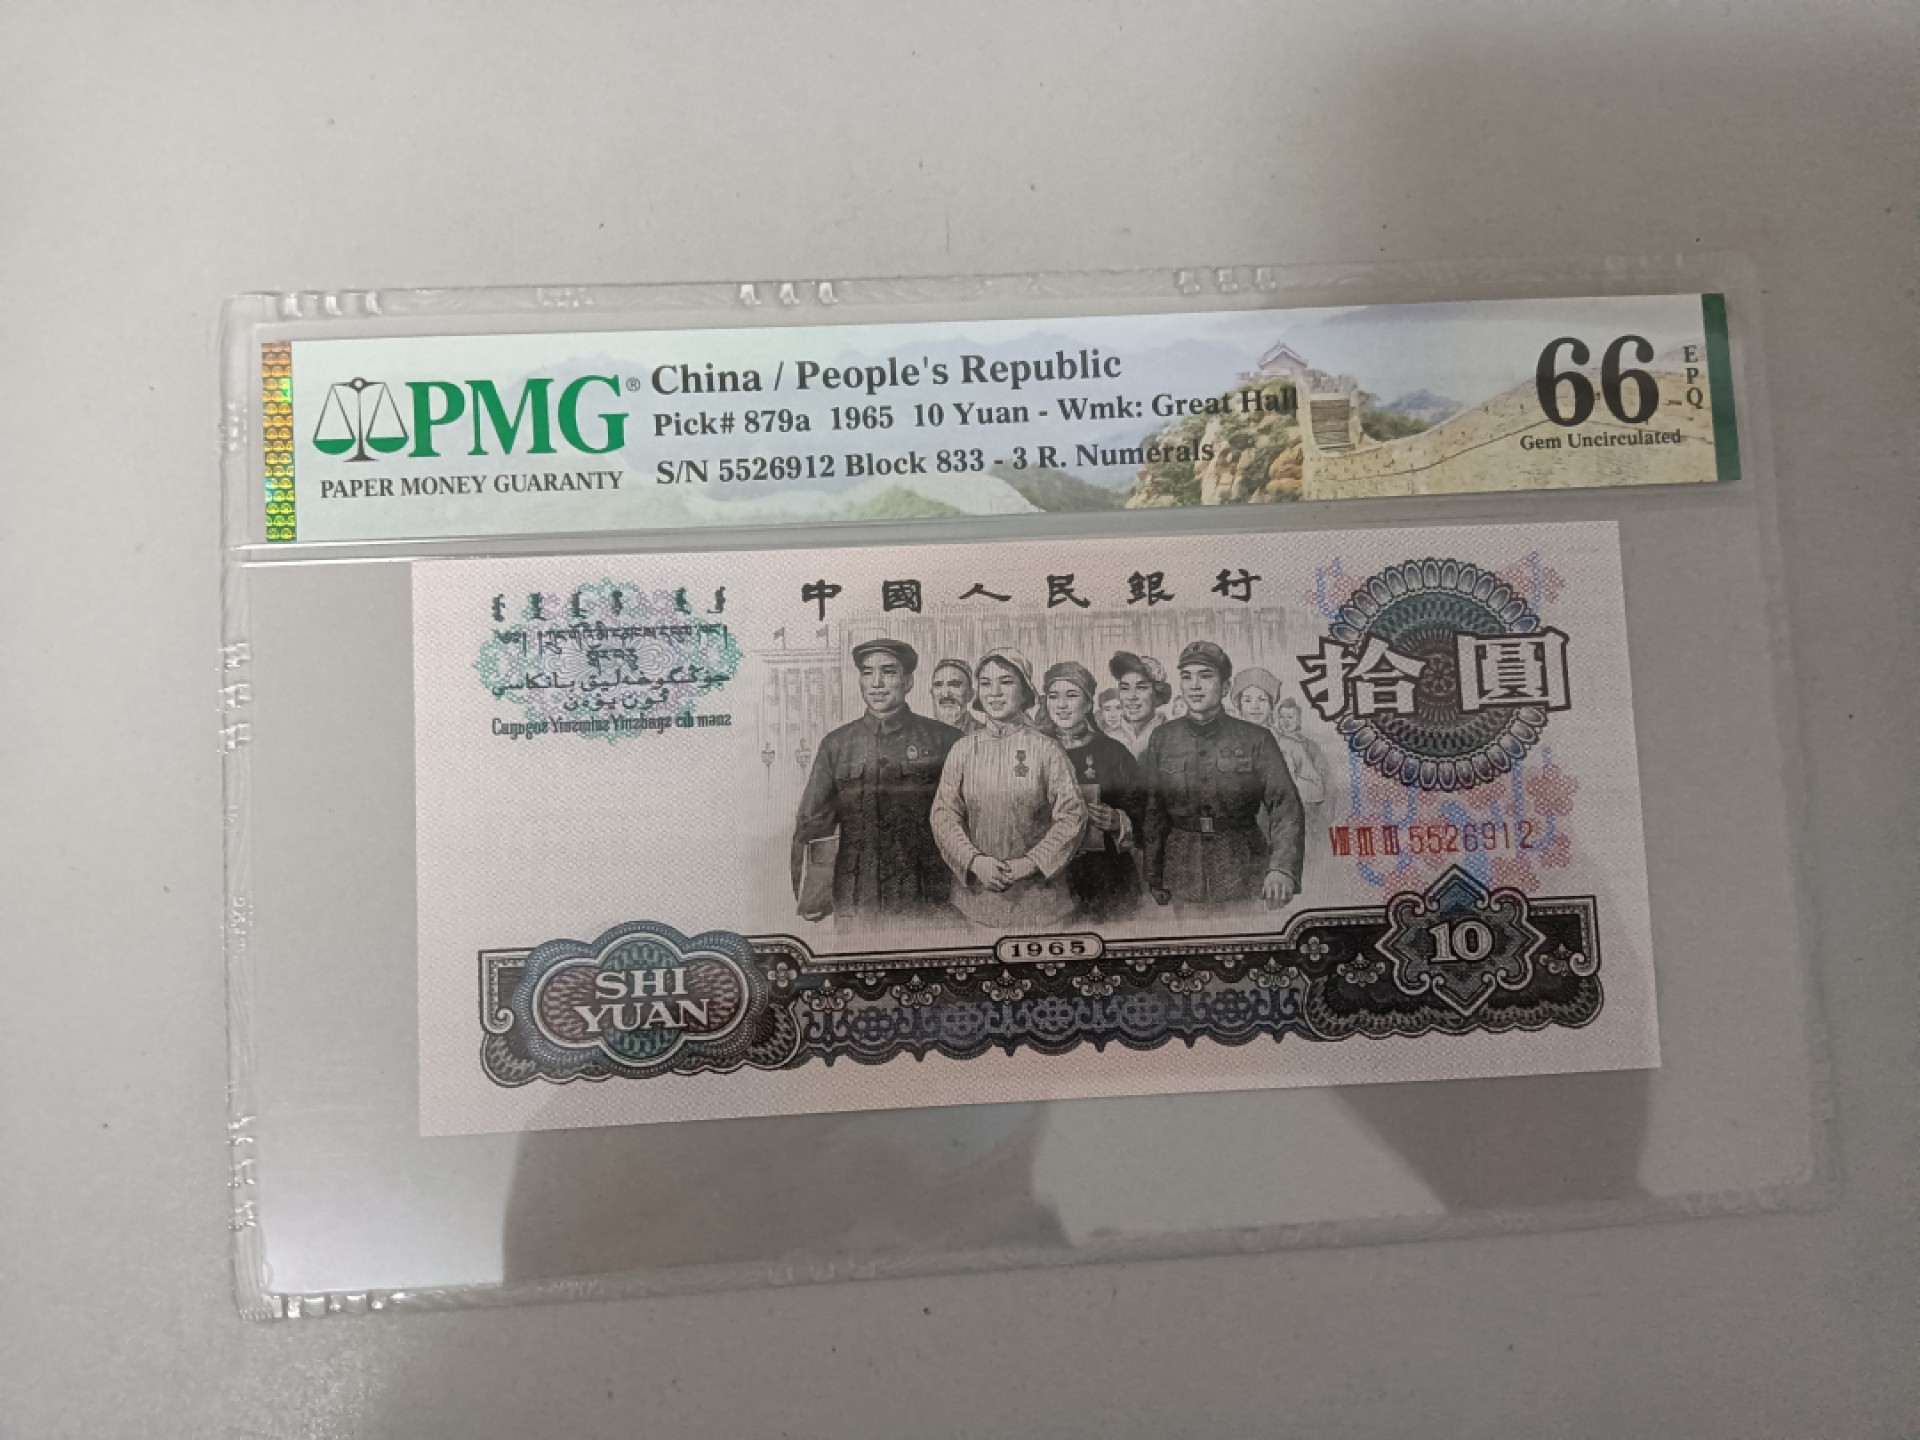 PMG®
PAPER MONEY GUARANTY
China / People's Republic
Pick# 879a 1965 10 Yuan - Wmk: Great Hall
S/N 5526912 Block 833 - 3 R. Numerals
66
EPQ
Gem Uncirculated
中國人民銀行
拾圓
VIII III III 5526912
1965
SHI
YUAN
10